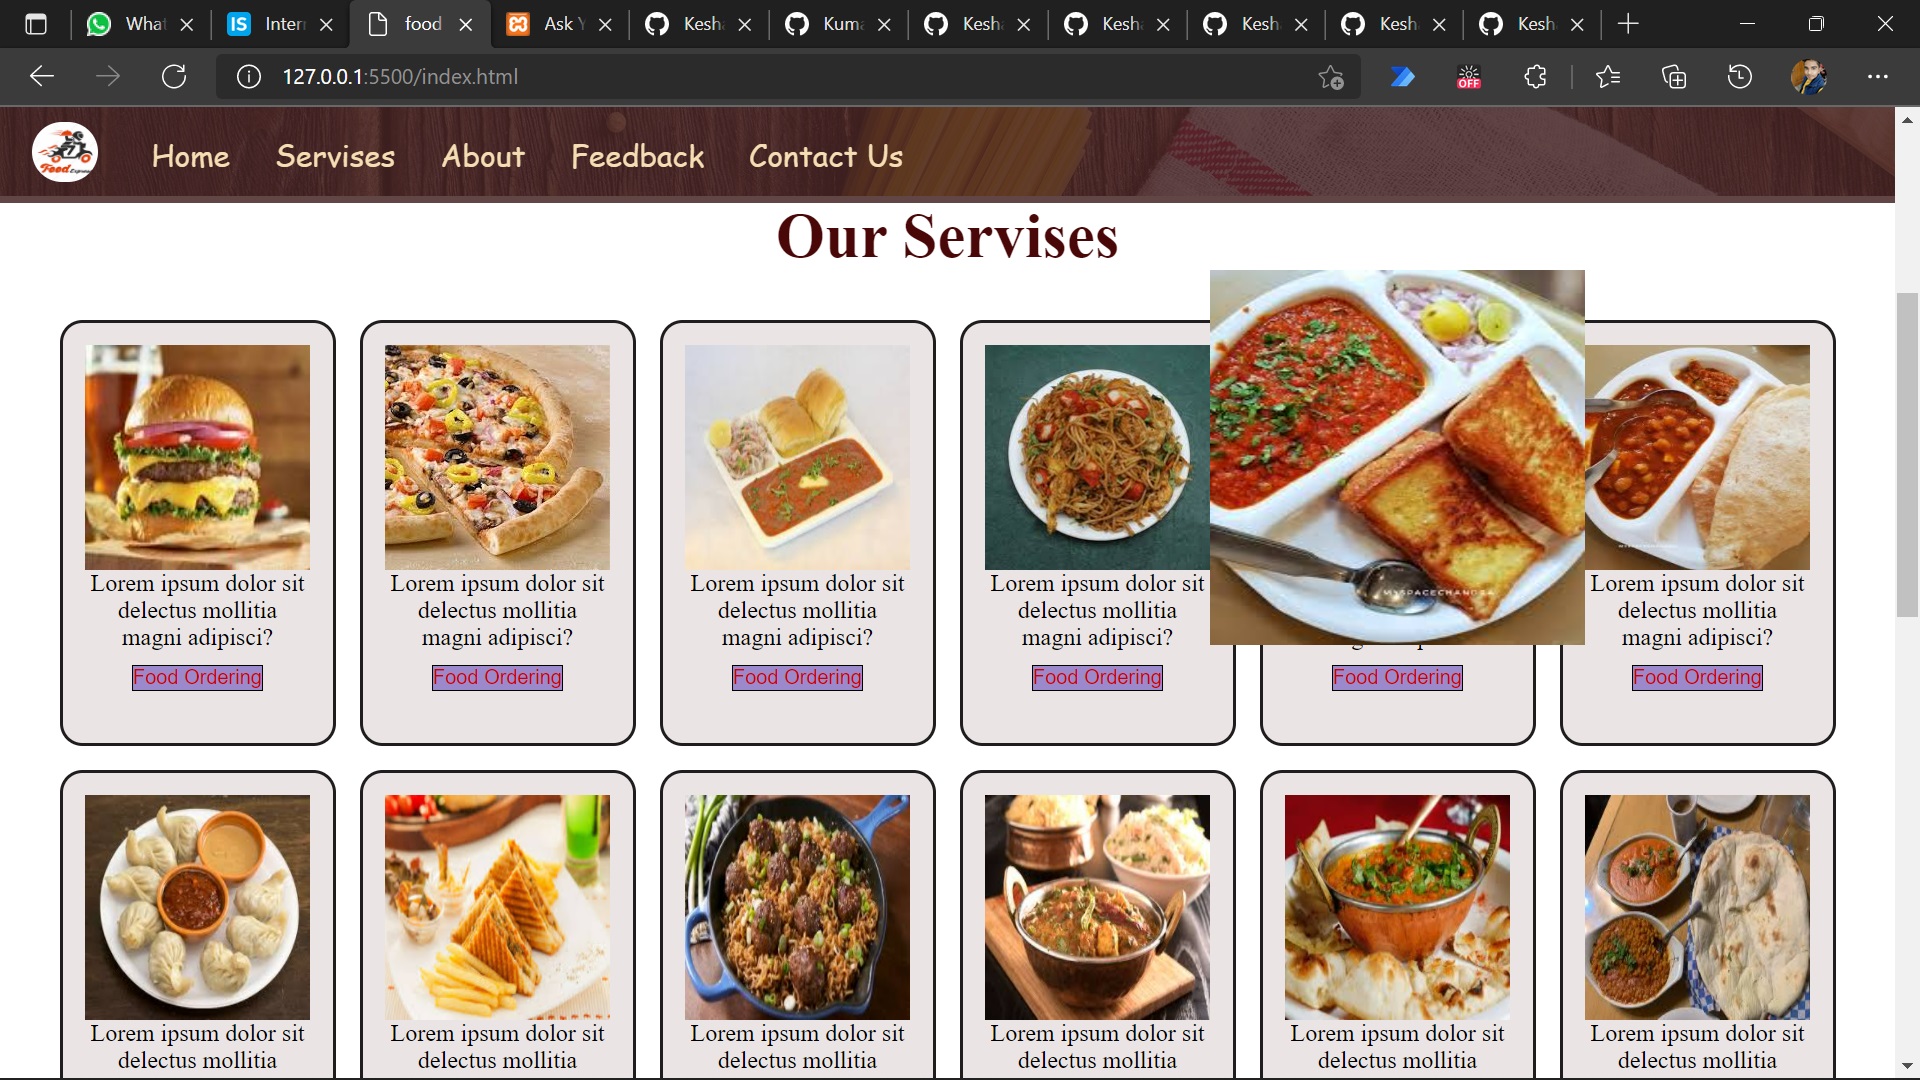 What
Inter
food
Ask Y
Kesh
Kuma
Kesh
Kesh
Kesh
Kesh
Kesh
127.0.0.1:5500/index.html
OFF
Food Express
Home
Servises
About
Feedback
Contact Us
Our Servises
MYSPACECHANDRA
Lorem ipsum dolor sit
delectus mollitia
magni adipisci?
Food Ordering
Lorem ipsum dolor sit
delectus mollitia
magni adipisci?
Food Ordering
Lorem ipsum dolor sit
delectus mollitia
magni adipisci?
Food Ordering
Lorem ipsum dolor sit
delectus mollitia
magni adipisci?
Food Ordering
Food Ordering
Lorem ipsum dolor sit
delectus mollitia
magni adipisci?
Food Ordering
Lorem ipsum dolor sit
delectus mollitia
Lorem ipsum dolor sit
delectus mollitia
Lorem ipsum dolor sit
delectus mollitia
Lorem ipsum dolor sit
delectus mollitia
Lorem ipsum dolor sit
delectus mollitia
Lorem ipsum dolor sit
delectus mollitia